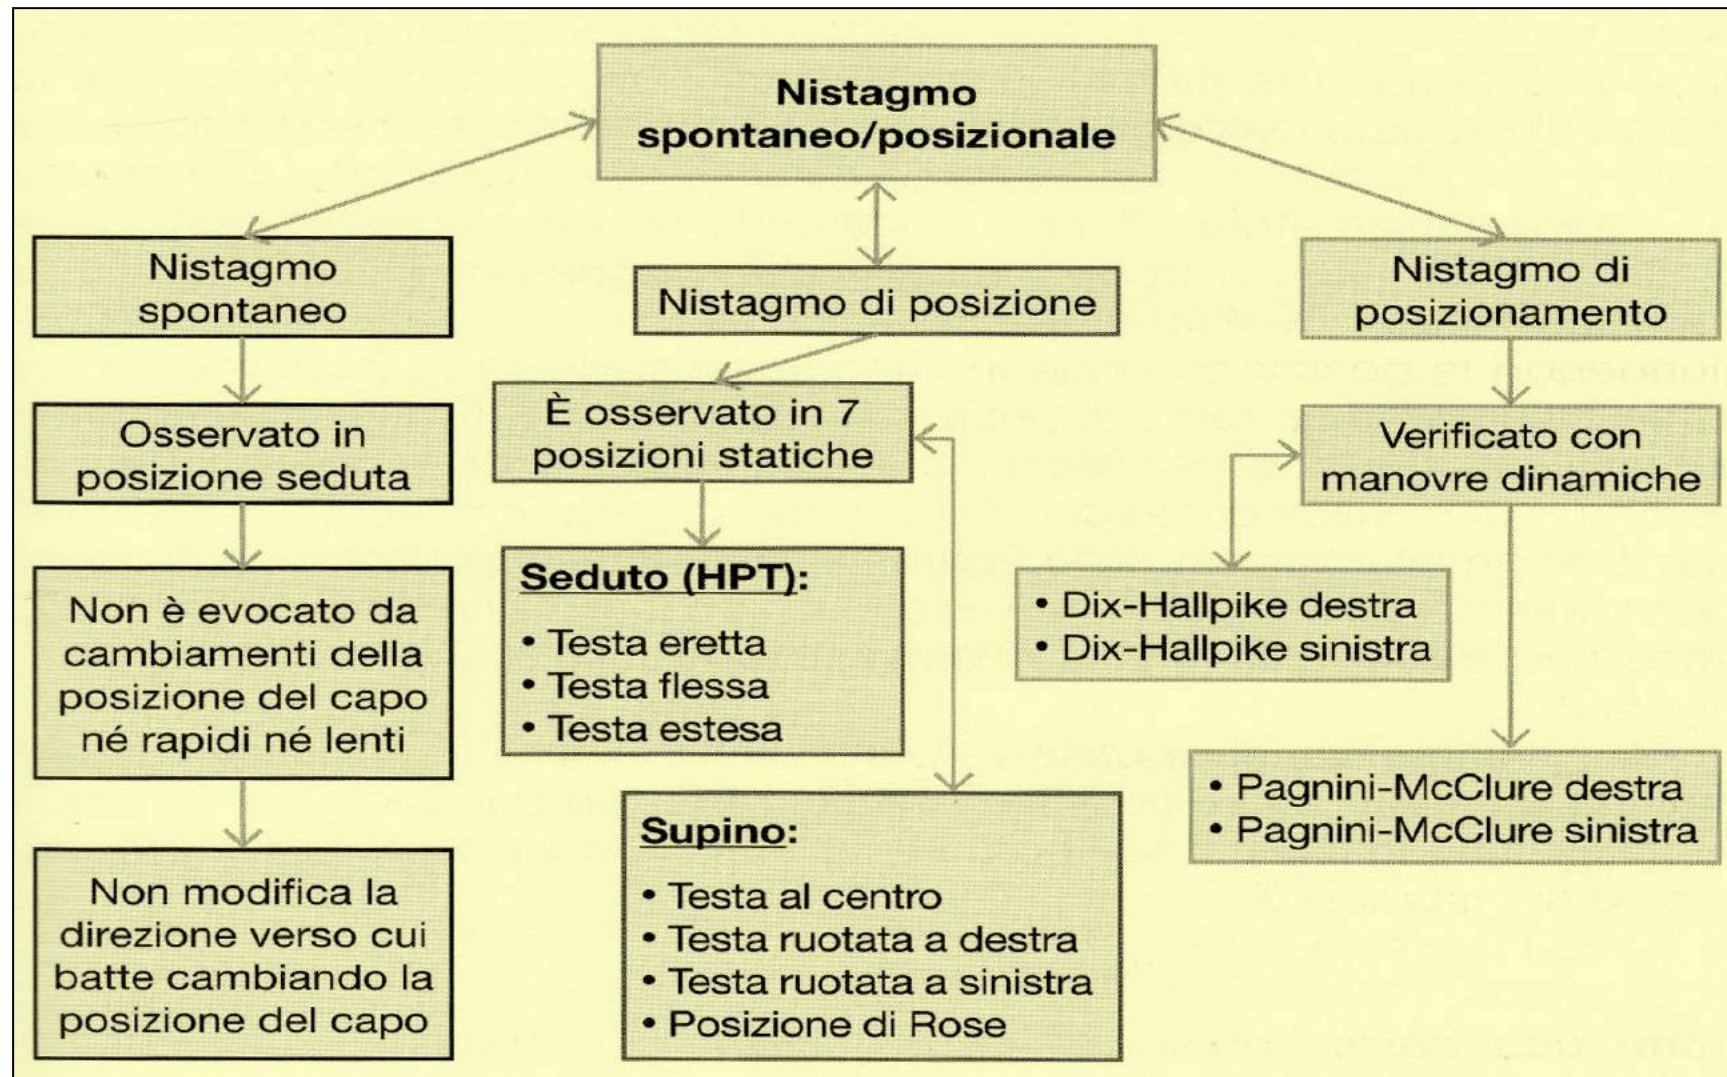 Nistagmo
spontaneo/posizionale
Nistagmo
spontaneo
Osservato in
posizione seduta
Non è evocato da
cambiamenti della
posizione del capo
né rapidi né lenti
Non modifica la
direzione verso cui
batte cambiando la
posizione del capo
Nistagmo di posizione
È osservato in 7
posizioni statiche
Seduto (HPT):
• Testa eretta
• Testa flessa
• Testa estesa
Supino:
• Testa al centro
• Testa ruotata a destra
• Testa ruotata a sinistra
• Posizione di Rose
Nistagmo di
posizionamento
Verificato con
manovre dinamiche
• Dix-Hallpike destra
• Dix-Hallpike sinistra
• Pagnini-McClure destra
• Pagnini-McClure sinistra